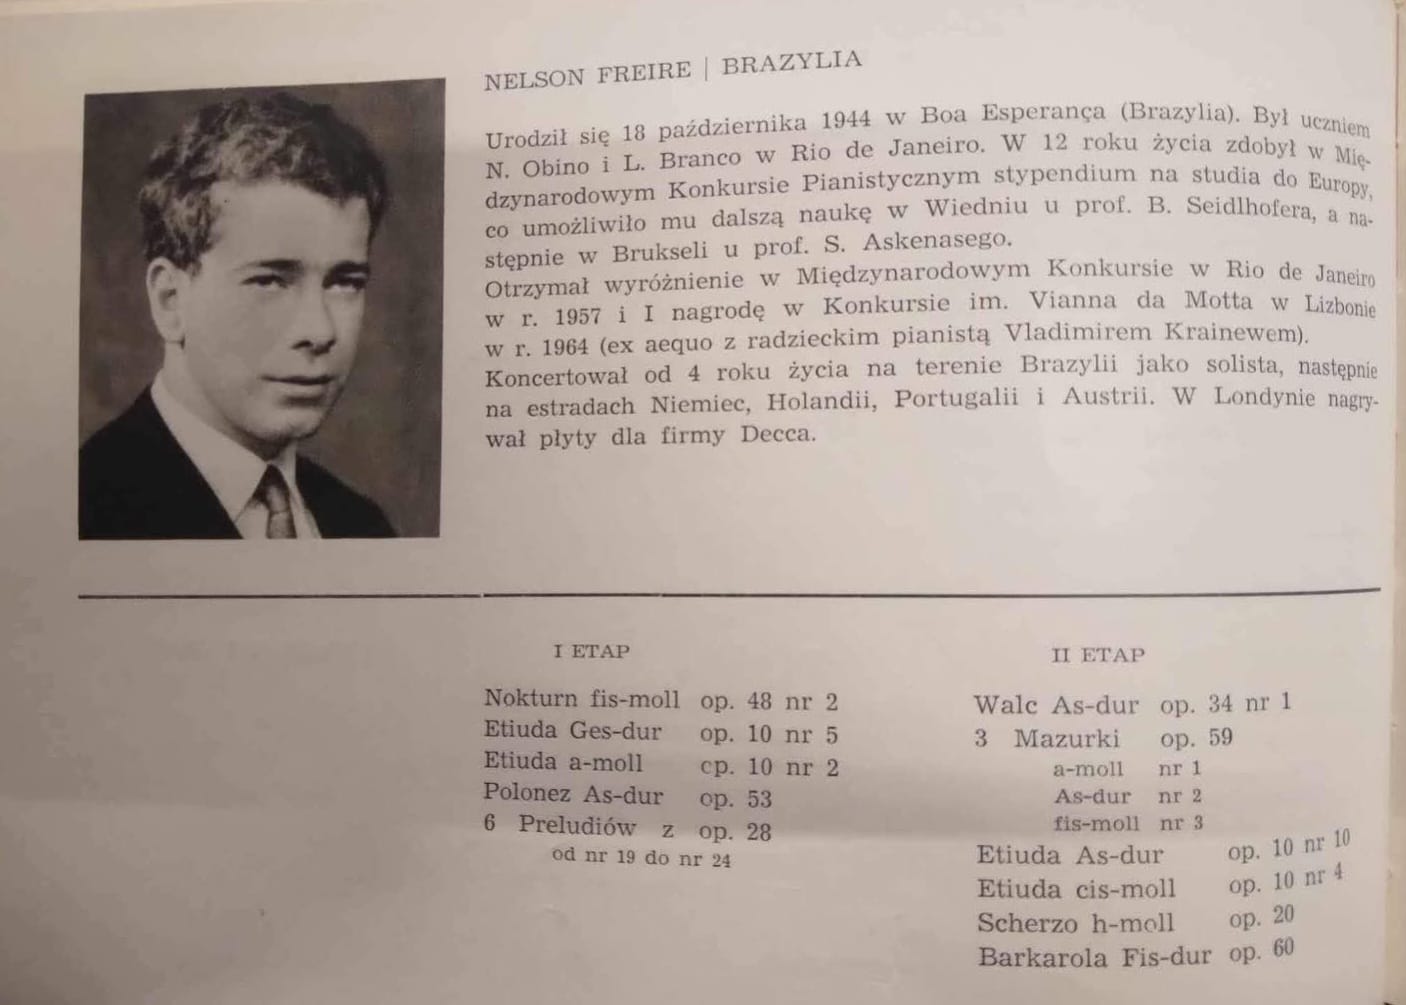 NELSON FREIRE | BRAZYLIA
Urodził się 18 października 1944 w Boa Esperança (Brazylia). Był uczniem
N. Obino i L. Branco w Rio de Janeiro. W 12 roku życia zdobył w Mię-
dzynarodowym Konkursie Pianistycznym stypendium na studia do Europy,
co umożliwiło mu dalszą naukę w Wiedniu u prof. B. Seidlhofera, a na-
stępnie w Brukseli u prof. S. Askenasego.
Otrzymał wyróżnienie w Międzynarodowym Konkursie w Rio de Janeiro
w r. 1957 i I nagrodę w Konkursie im. Vianna da Motta w Lizbonie
w r. 1964 (ex aequo z radzieckim pianistą Vladimirem Krainewem).
Koncertował od 4 roku życia na terenie Brazylii jako solista, następnie
na estradach Niemiec, Holandii, Portugalii i Austrii. W Londynie nagry-
wał płyty dla firmy Decca.
I ETAP
Nokturn fis-moll op. 48 nr 2
Etiuda Ges-dur op. 10 nr 5
Etiuda a-moll cp. 10 nr 2
Polonez As-dur op. 53
6 Preludiów z op. 28
od nr 19 do nr 24
II ETAP
Walc As-dur op. 34 nr 1
3 Mazurki op. 59
a-moll nr 1
As-dur nr 2
fis-moll nr 3
Etiuda As-dur op. 10 nr 10
Etiuda cis-moll op. 10 nr 4
Scherzo h-moll op. 20
Barkarola Fis-dur op. 60